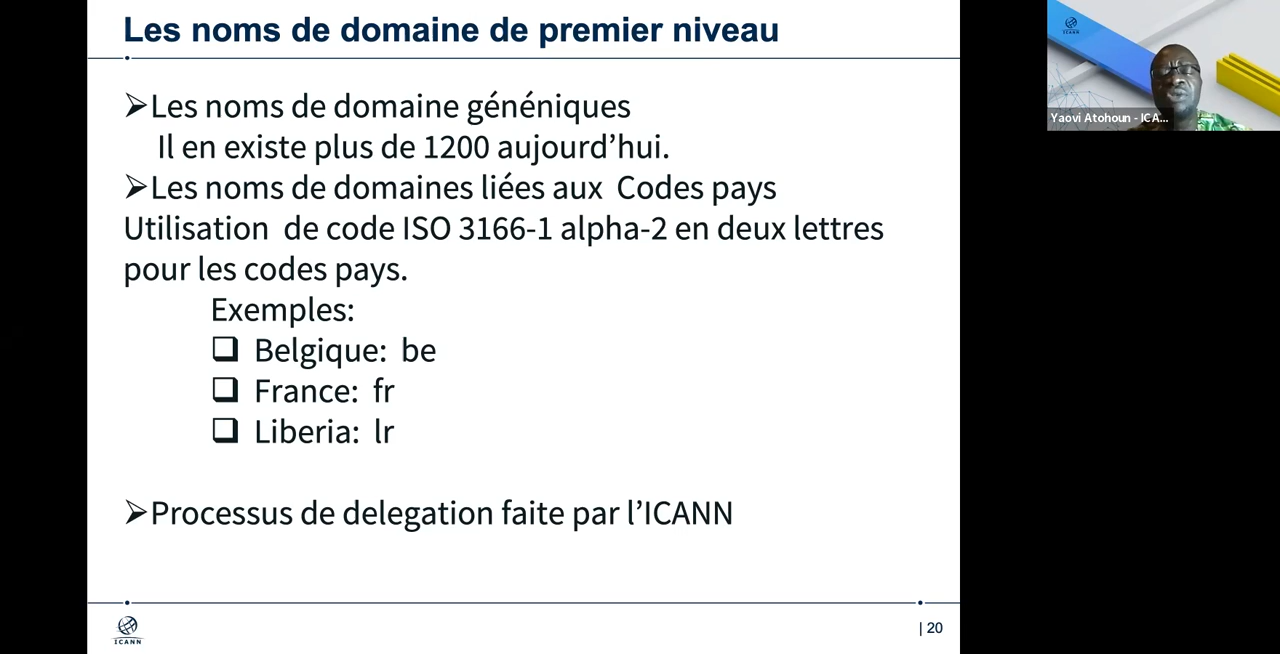 Les noms de domaine de premier niveau
➢Les noms de domaine généniques
Il en existe plus de 1200 aujourd’hui.
➢Les noms de domaines liées aux Codes pays
Utilisation de code ISO 3166-1 alpha-2 en deux lettres
pour les codes pays.
Exemples:
❑ Belgique: be
❑ France: fr
❑ Liberia: lr
➢Processus de delegation faite par l’ICANN
ICANN
| 20
ICANN
Yaovi Atohoun - ICA...